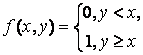 f(x,y) = { 0, y < x,
1, y ≥ x